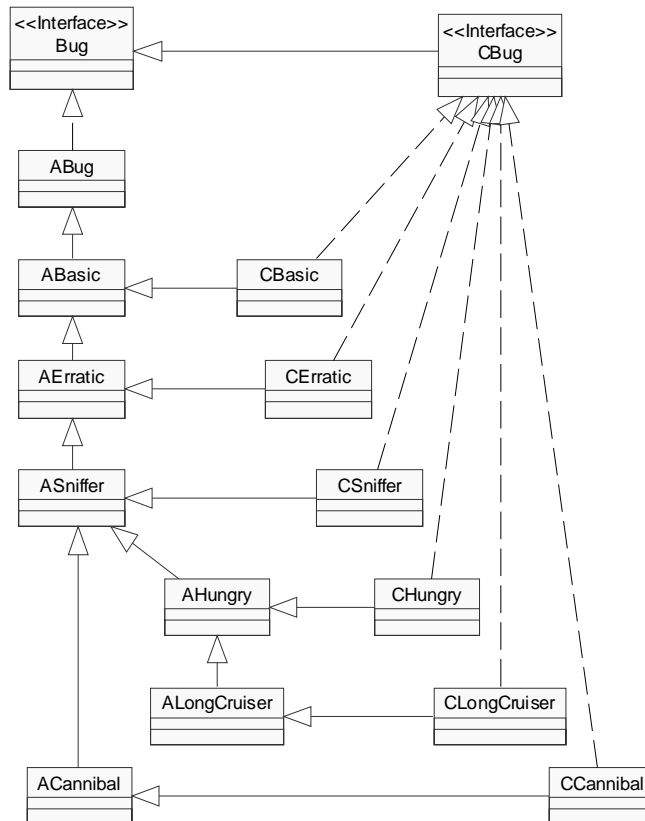 <<Interface>>
Bug
<<Interface>>
CBug
ABug
ABasic
CBasic
AErratic
CErratic
ASniffer
CSniffer
AHungry
CHungry
ALongCruiser
CLongCruiser
ACannibal
CCannibal